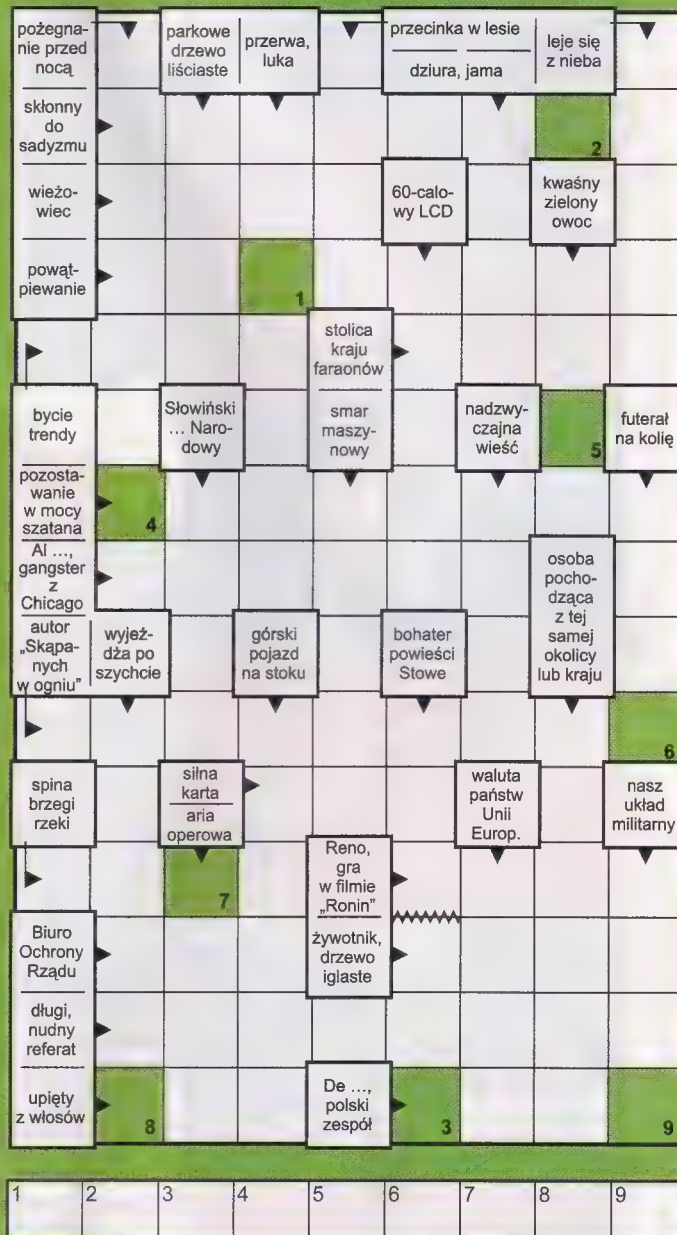 pożegna-
nie przed
nocą
parkowe
drzewo
liściaste
przerwa,
luka
przecinka w lesie
dziura, jama
leje się
z nieba
skłonny
do
sadyzmu
2
wieżo-
wiec
60-calo-
wy LCD
kwaśny
zielony
owoc
powąt-
piewanie
1
stolica
kraju
faraonów
smar
maszy-
nowy
bycie
trendy
Słowiński
... Naro-
dowy
nadzwy-
czajna
wieść
5
futerał
na kolię
pozosta-
wanie
w mocy
szatana
4
Al ...,
gangster
z
Chicago
osoba
pocho-
dząca
z tej
samej
okolicy
lub kraju
autor
„Skąpa-
nych
w ogniu”
wyjeż-
dża po
szychcie
górski
pojazd
na stoku
bohater
powieści
Stowe
6
spina
brzegi
rzeki
silna
karta
aria
operowa
waluta
państw
Unii
Europ.
nasz
układ
militarny
7
Reno,
gra
w filmie
„Ronin”
żywotnik,
drzewo
iglaste
Biuro
Ochrony
Rządu
długi,
nudny
referat
upięty
z włosów
8
De ...,
polski
zespół
3
9
1 2 3 4 5 6 7 8 9